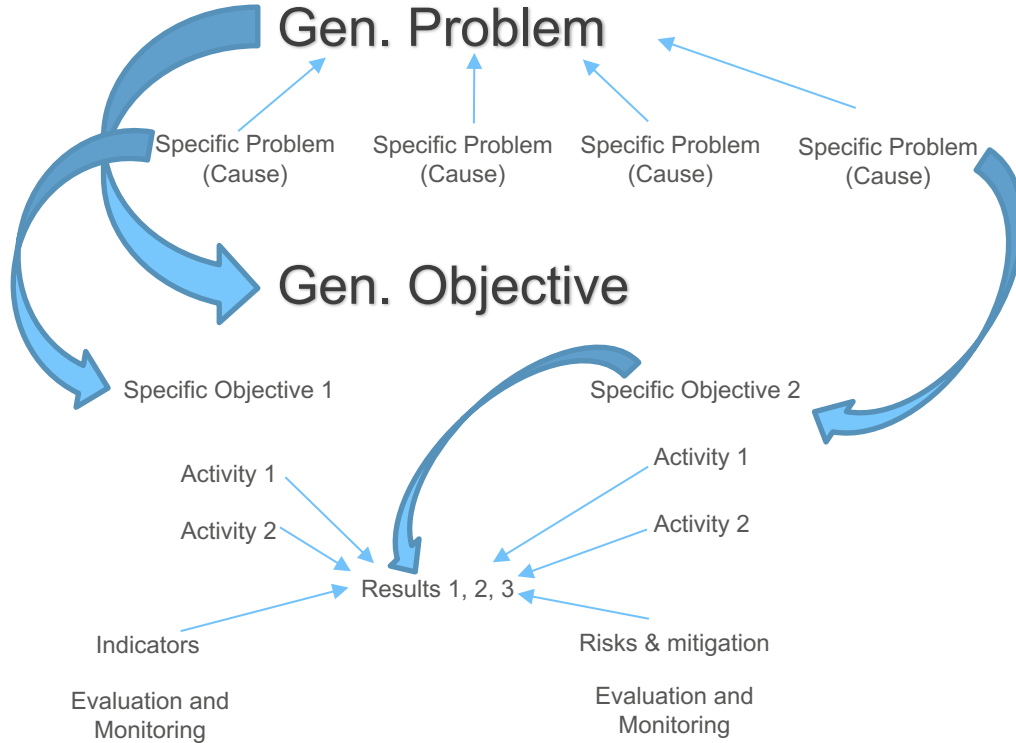 Gen. Problem
Specific Problem
(Cause)
Specific Problem
(Cause)
Specific Problem
(Cause)
Specific Problem
(Cause)
Gen. Objective
Specific Objective 1
Specific Objective 2
Activity 1
Activity 2
Activity 1
Activity 2
Results 1, 2, 3
Indicators
Evaluation and
Monitoring
Risks & mitigation
Evaluation and
Monitoring